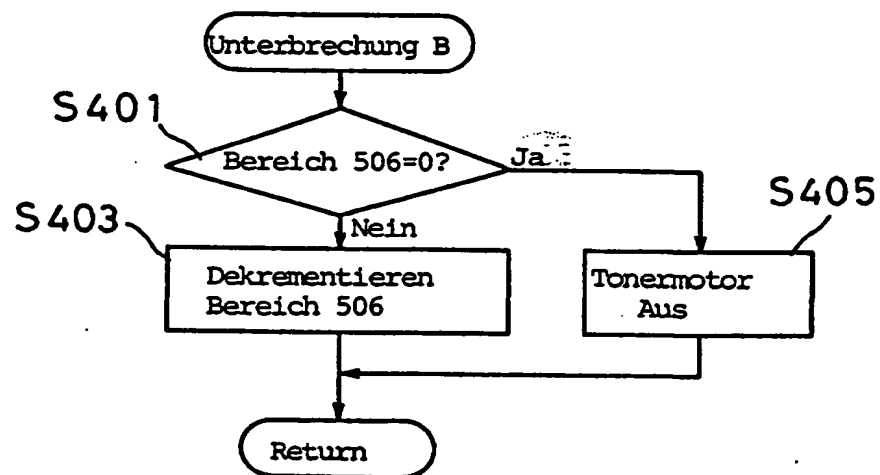 Unterbrechung B
S401
Bereich 506=0?
Ja
S405
S403
Nein
Dekrementieren
Bereich 506
Tonermotor
Aus
Return